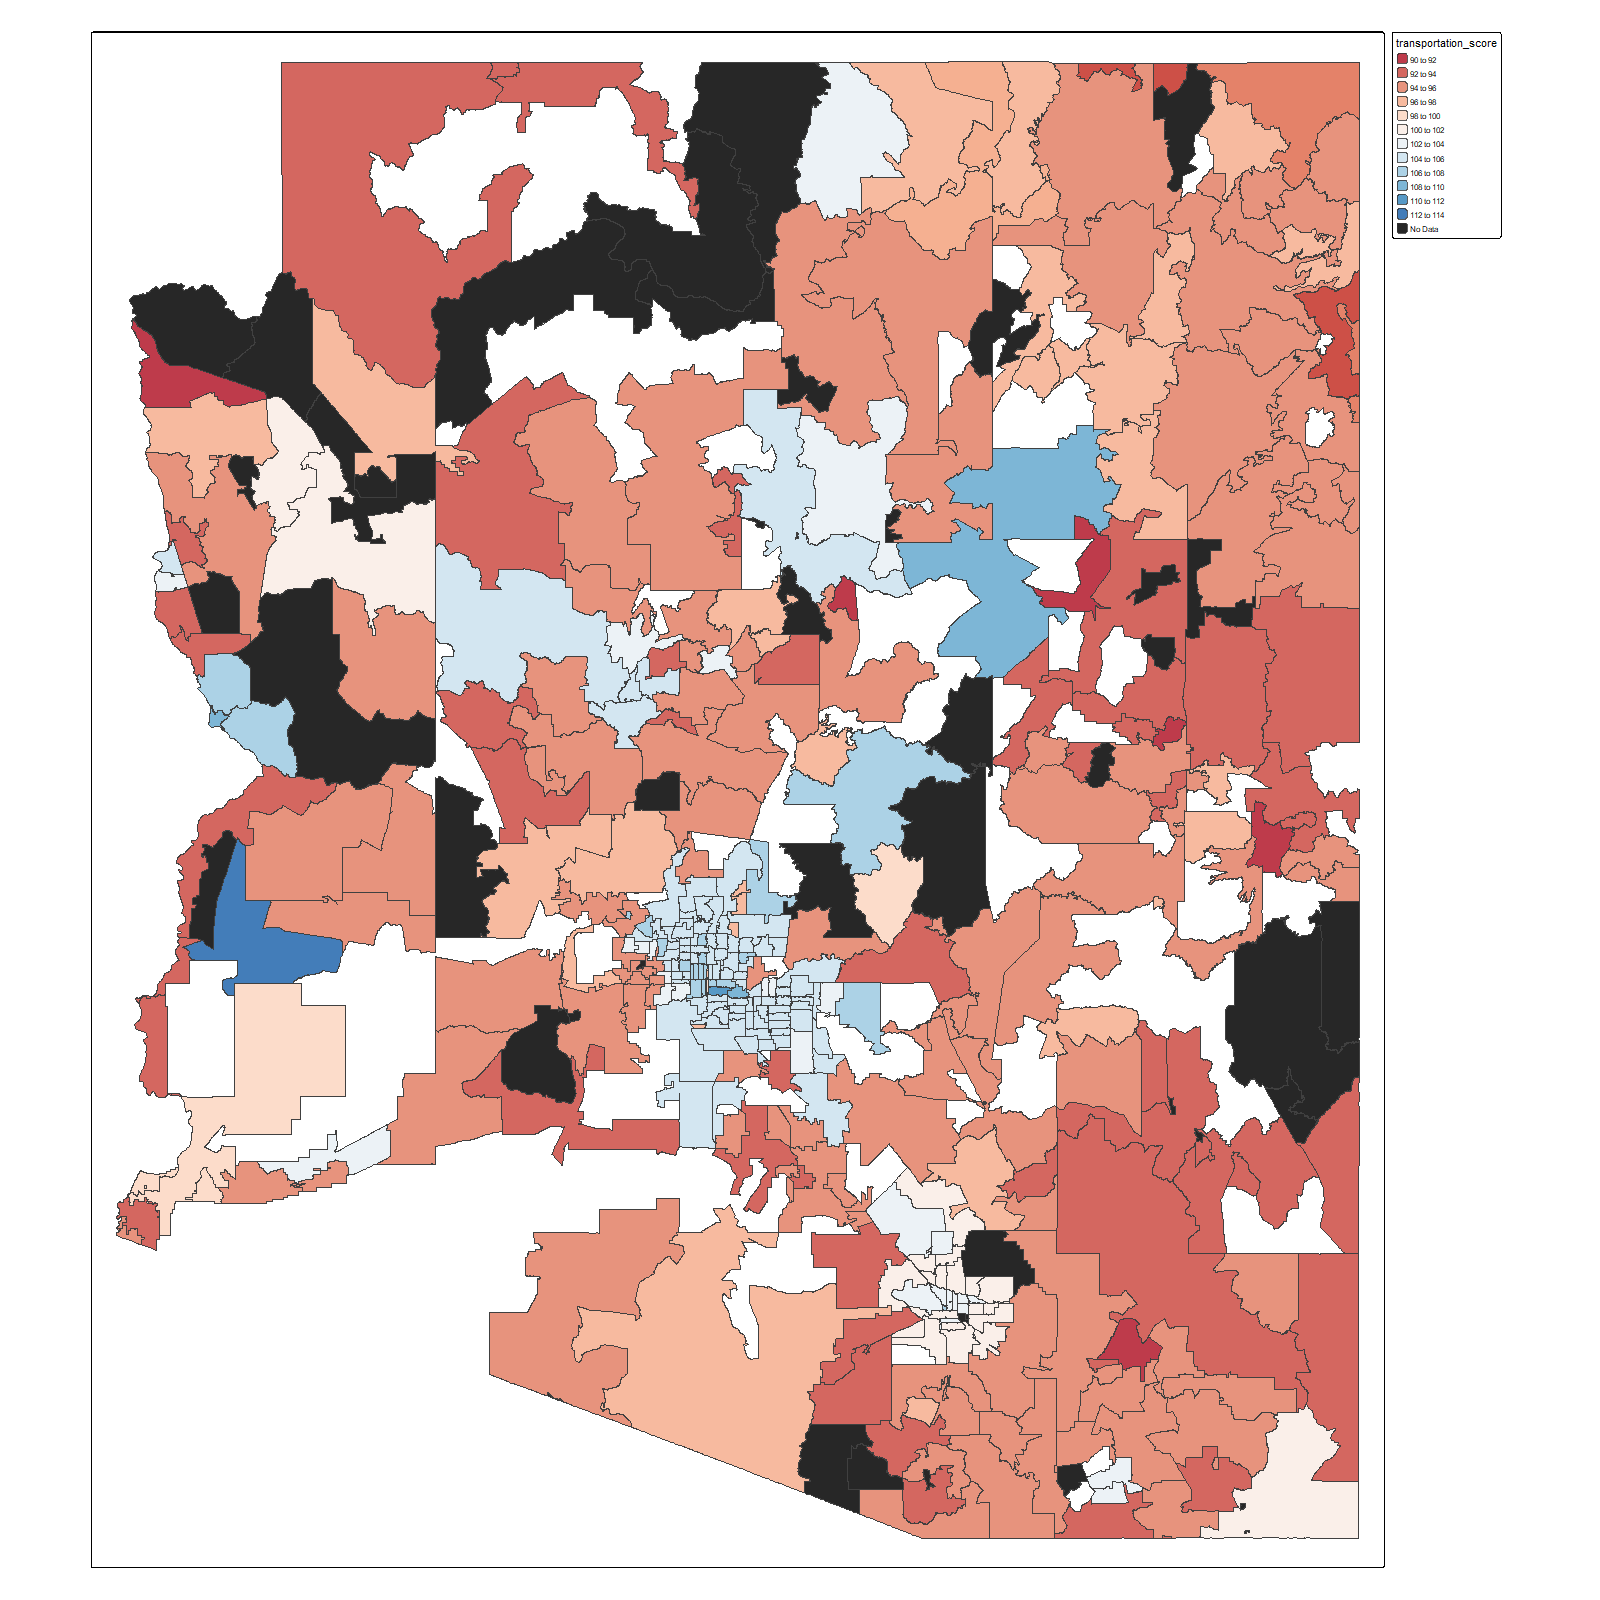 transportation_score
90 to 92
92 to 94
94 to 96
96 to 98
98 to 100
100 to 102
102 to 104
104 to 106
106 to 108
108 to 110
110 to 112
112 to 114
No Data